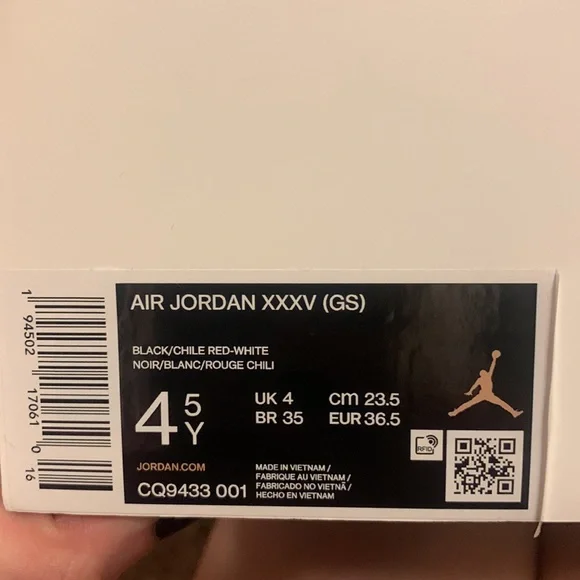 AIR JORDAN XXXV (GS)
BLACK/CHILE RED-WHITE
NOIR/BLANC/ROUGE CHILI
4 5 Y
UK 4 cm 23.5
BR 35 EUR 36.5
RFID
JORDAN.COM
CQ9433 001
MADE IN VIETNAM /
FABRIQUE AU VIETNAM /
FABRICADO NO VIETNÃ /
HECHO EN VIETNAM
1 94502 17061 0 16